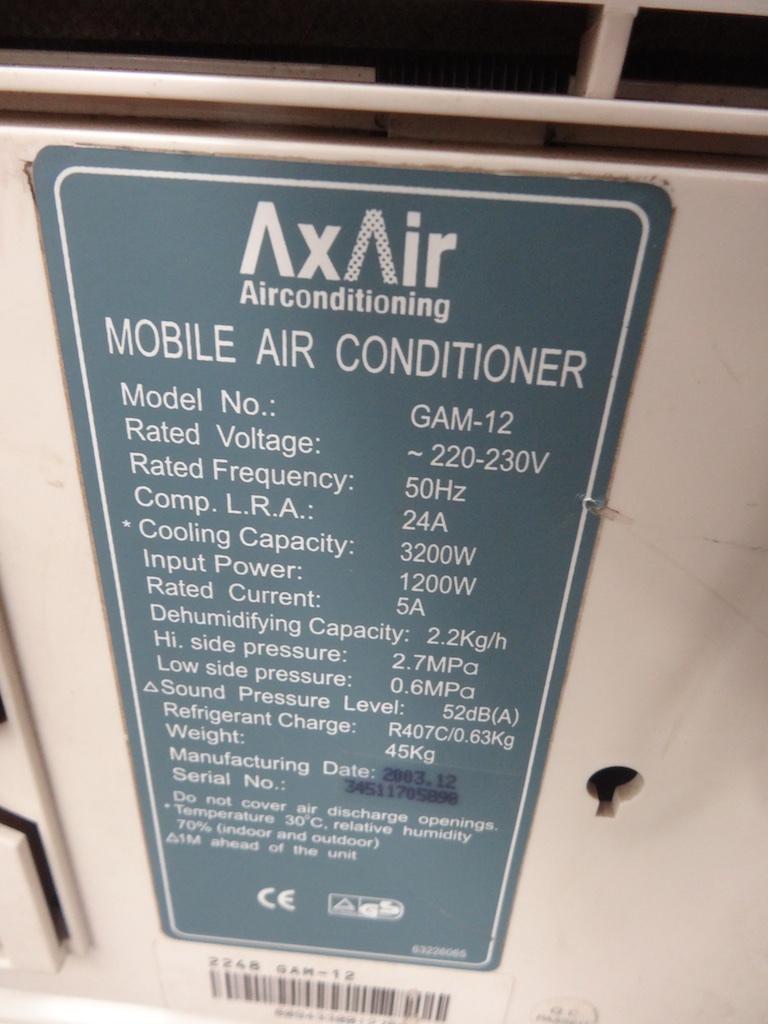 AxAir
Airconditioning
MOBILE AIR CONDITIONER
Model No.: GAM-12
Rated Voltage: ~ 220-230V
Rated Frequency: 50Hz
Comp. L.R.A.: 24A
* Cooling Capacity: 3200W
Input Power: 1200W
Rated Current: 5A
Dehumidifying Capacity: 2.2Kg/h
Hi. side pressure: 2.7MPa
Low side pressure: 0.6MPa
△Sound Pressure Level: 52dB(A)
Refrigerant Charge: R407C/0.63Kg
Weight: 45Kg
Manufacturing Date: 2003.12
Serial No.: 34511705890
Do not cover air discharge openings.
*Temperature 30°C, relative humidity
70% (indoor and outdoor)
△1M ahead of the unit
CE GS
63226065
2248 GAM-12